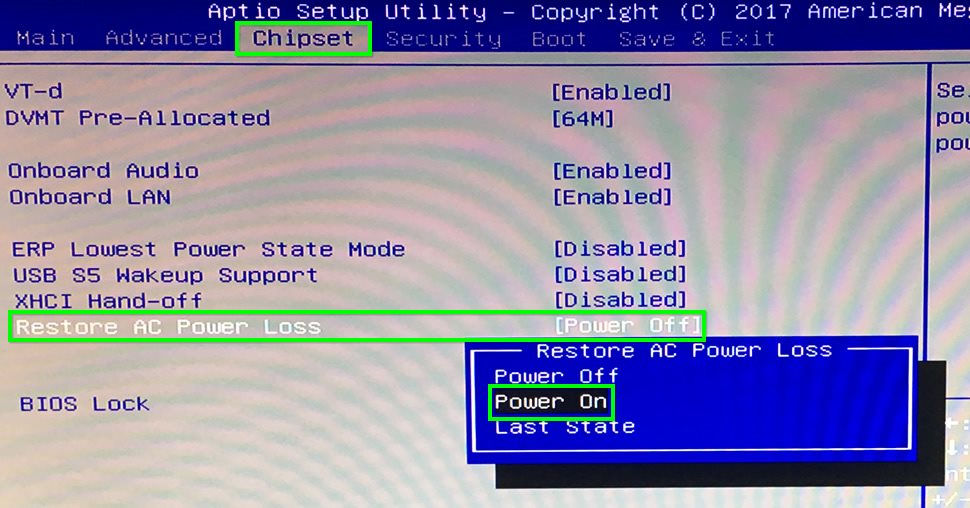 Aptio Setup Utility – Copyright (C) 2017 American Me
Main Advanced Chipset Security Boot Save & Exit
VT-d [Enabled] Se
DVMT Pre-Allocated [64M] pow
pow
Onboard Audio [Enabled]
Onboard LAN [Enabled]
ERP Lowest Power State Mode [Disabled]
USB S5 Wakeup Support [Disabled]
XHCI Hand-off [Disabled]
Restore AC Power Loss [Power Off]
Restore AC Power Loss
Power Off
Power On
Last State
BIOS Lock
+/-